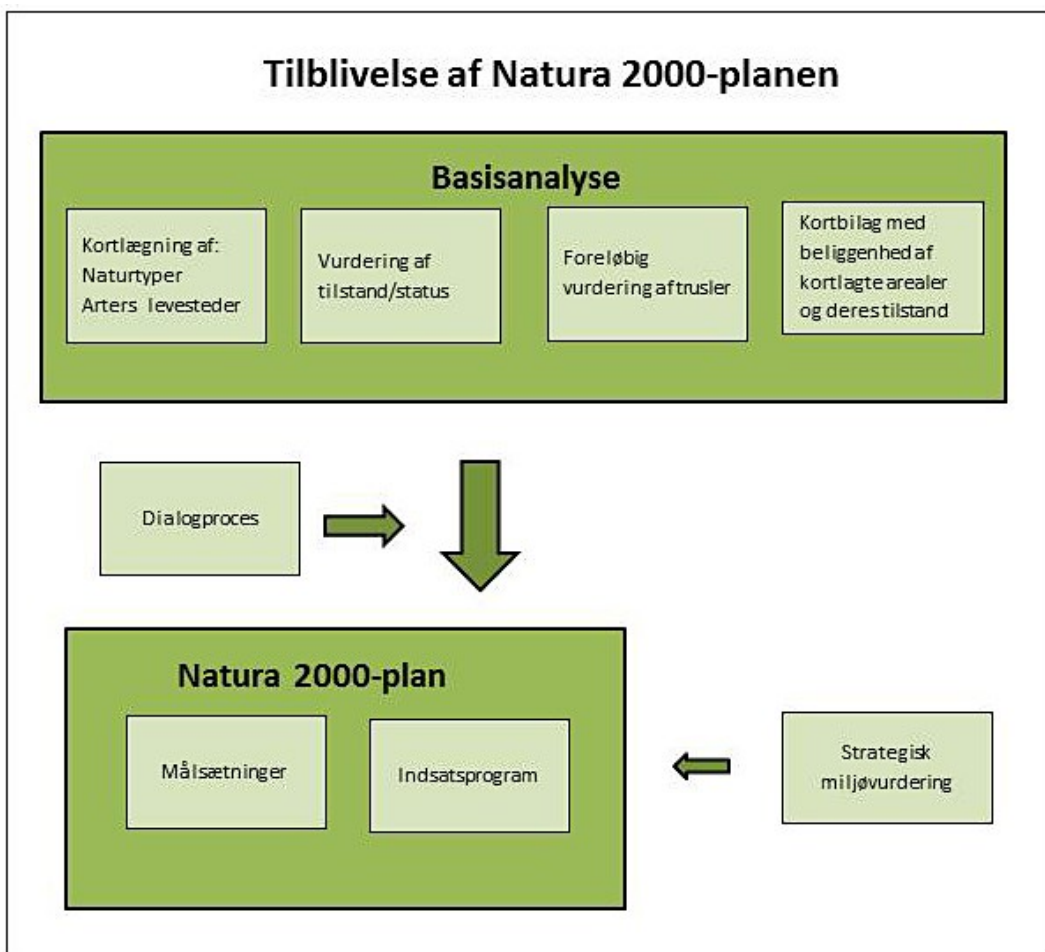 Tilblivelse af Natura 2000-planen
Basisanalyse
Kortlægning af:
Naturtyper
Arters levesteder
Vurdering af
tilstand/status
Foreløbig
vurdering af trusler
Kortbilag med
beliggenhed af
kortlagte arealer
og deres tilstand
Dialogproces
Natura 2000-plan
Målsætninger
Indsatsprogram
Strategisk
miljøvurdering